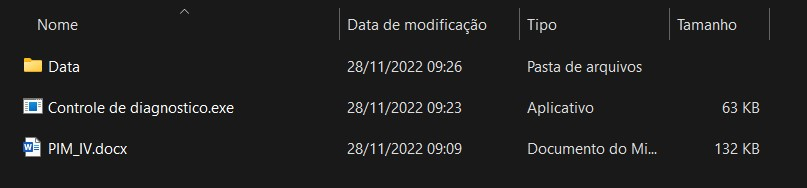 Nome Data de modificação Tipo Tamanho
Data 28/11/2022 09:26 Pasta de arquivos
Controle de diagnostico.exe 28/11/2022 09:23 Aplicativo 63 KB
PIM_IV.docx 28/11/2022 09:09 Documento do Mi... 132 KB